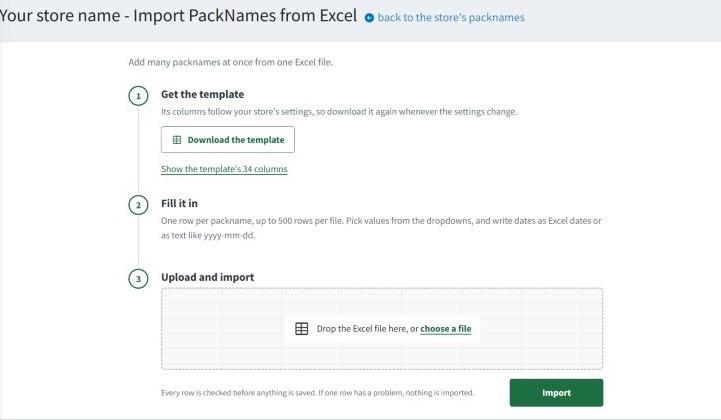 Your store name - Import PackNames from Excel back to the store's packnames
Add many packnames at once from one Excel file.
1 Get the template
Its columns follow your store's settings, so download it again whenever the settings change.
Download the template
Show the template's 34 columns
2 Fill it in
One row per packname, up to 500 rows per file. Pick values from the dropdowns, and write dates as Excel dates or
as text like yyyy-mm-dd.
3 Upload and import
Drop the Excel file here, or choose a file
Every row is checked before anything is saved. If one row has a problem, nothing is imported. Import